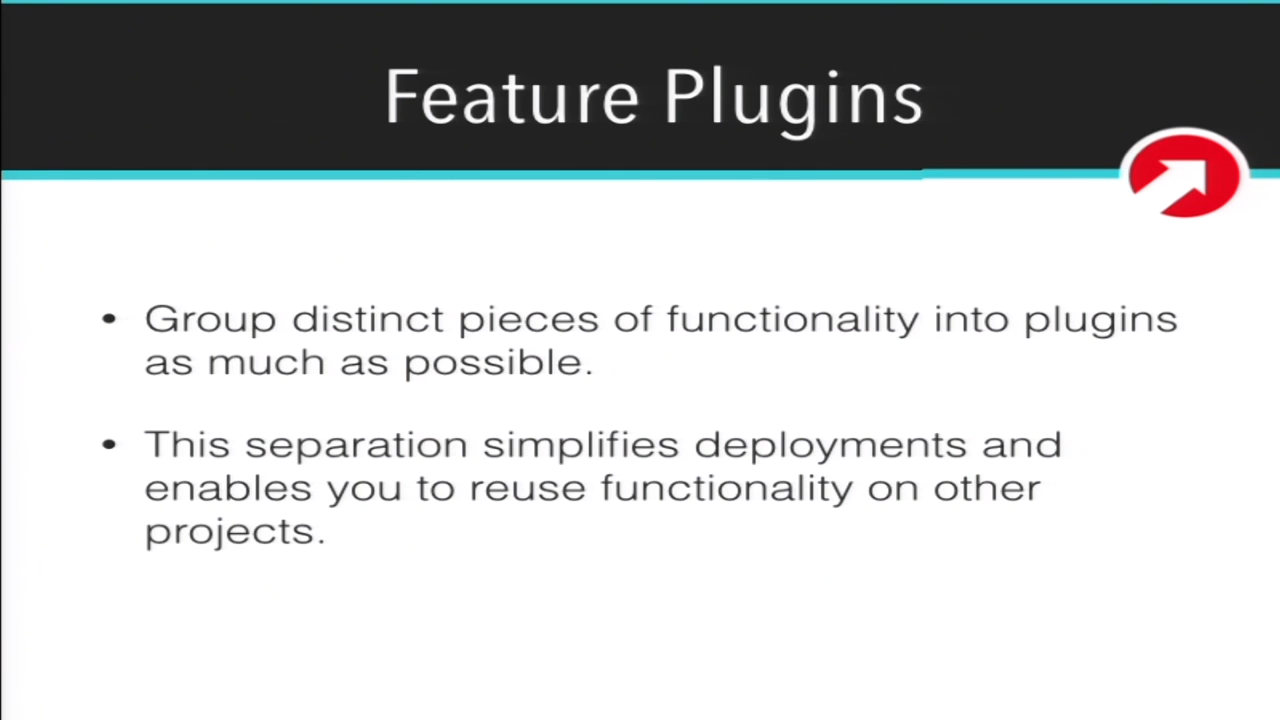 Feature Plugins
• Group distinct pieces of functionality into plugins
as much as possible.
• This separation simplifies deployments and
enables you to reuse functionality on other
projects.